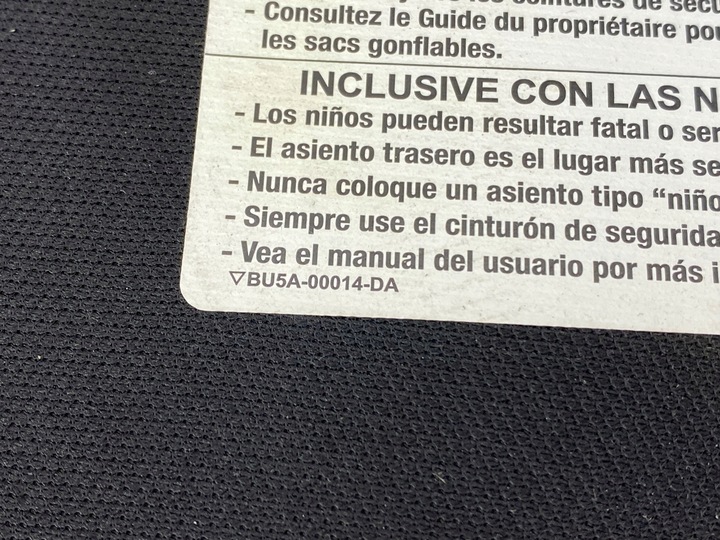 - Consultez le Guide du propriétaire
les sacs gonflables.
INCLUSIVE CON LAS
- Los niños pueden resultar fatal o
- El asiento trasero es el lugar más
- Nunca coloque un asiento tipo “niño
- Siempre use el cinturón de segurida
- Vea el manual del usuario por más
▽BU5A-00014-DA